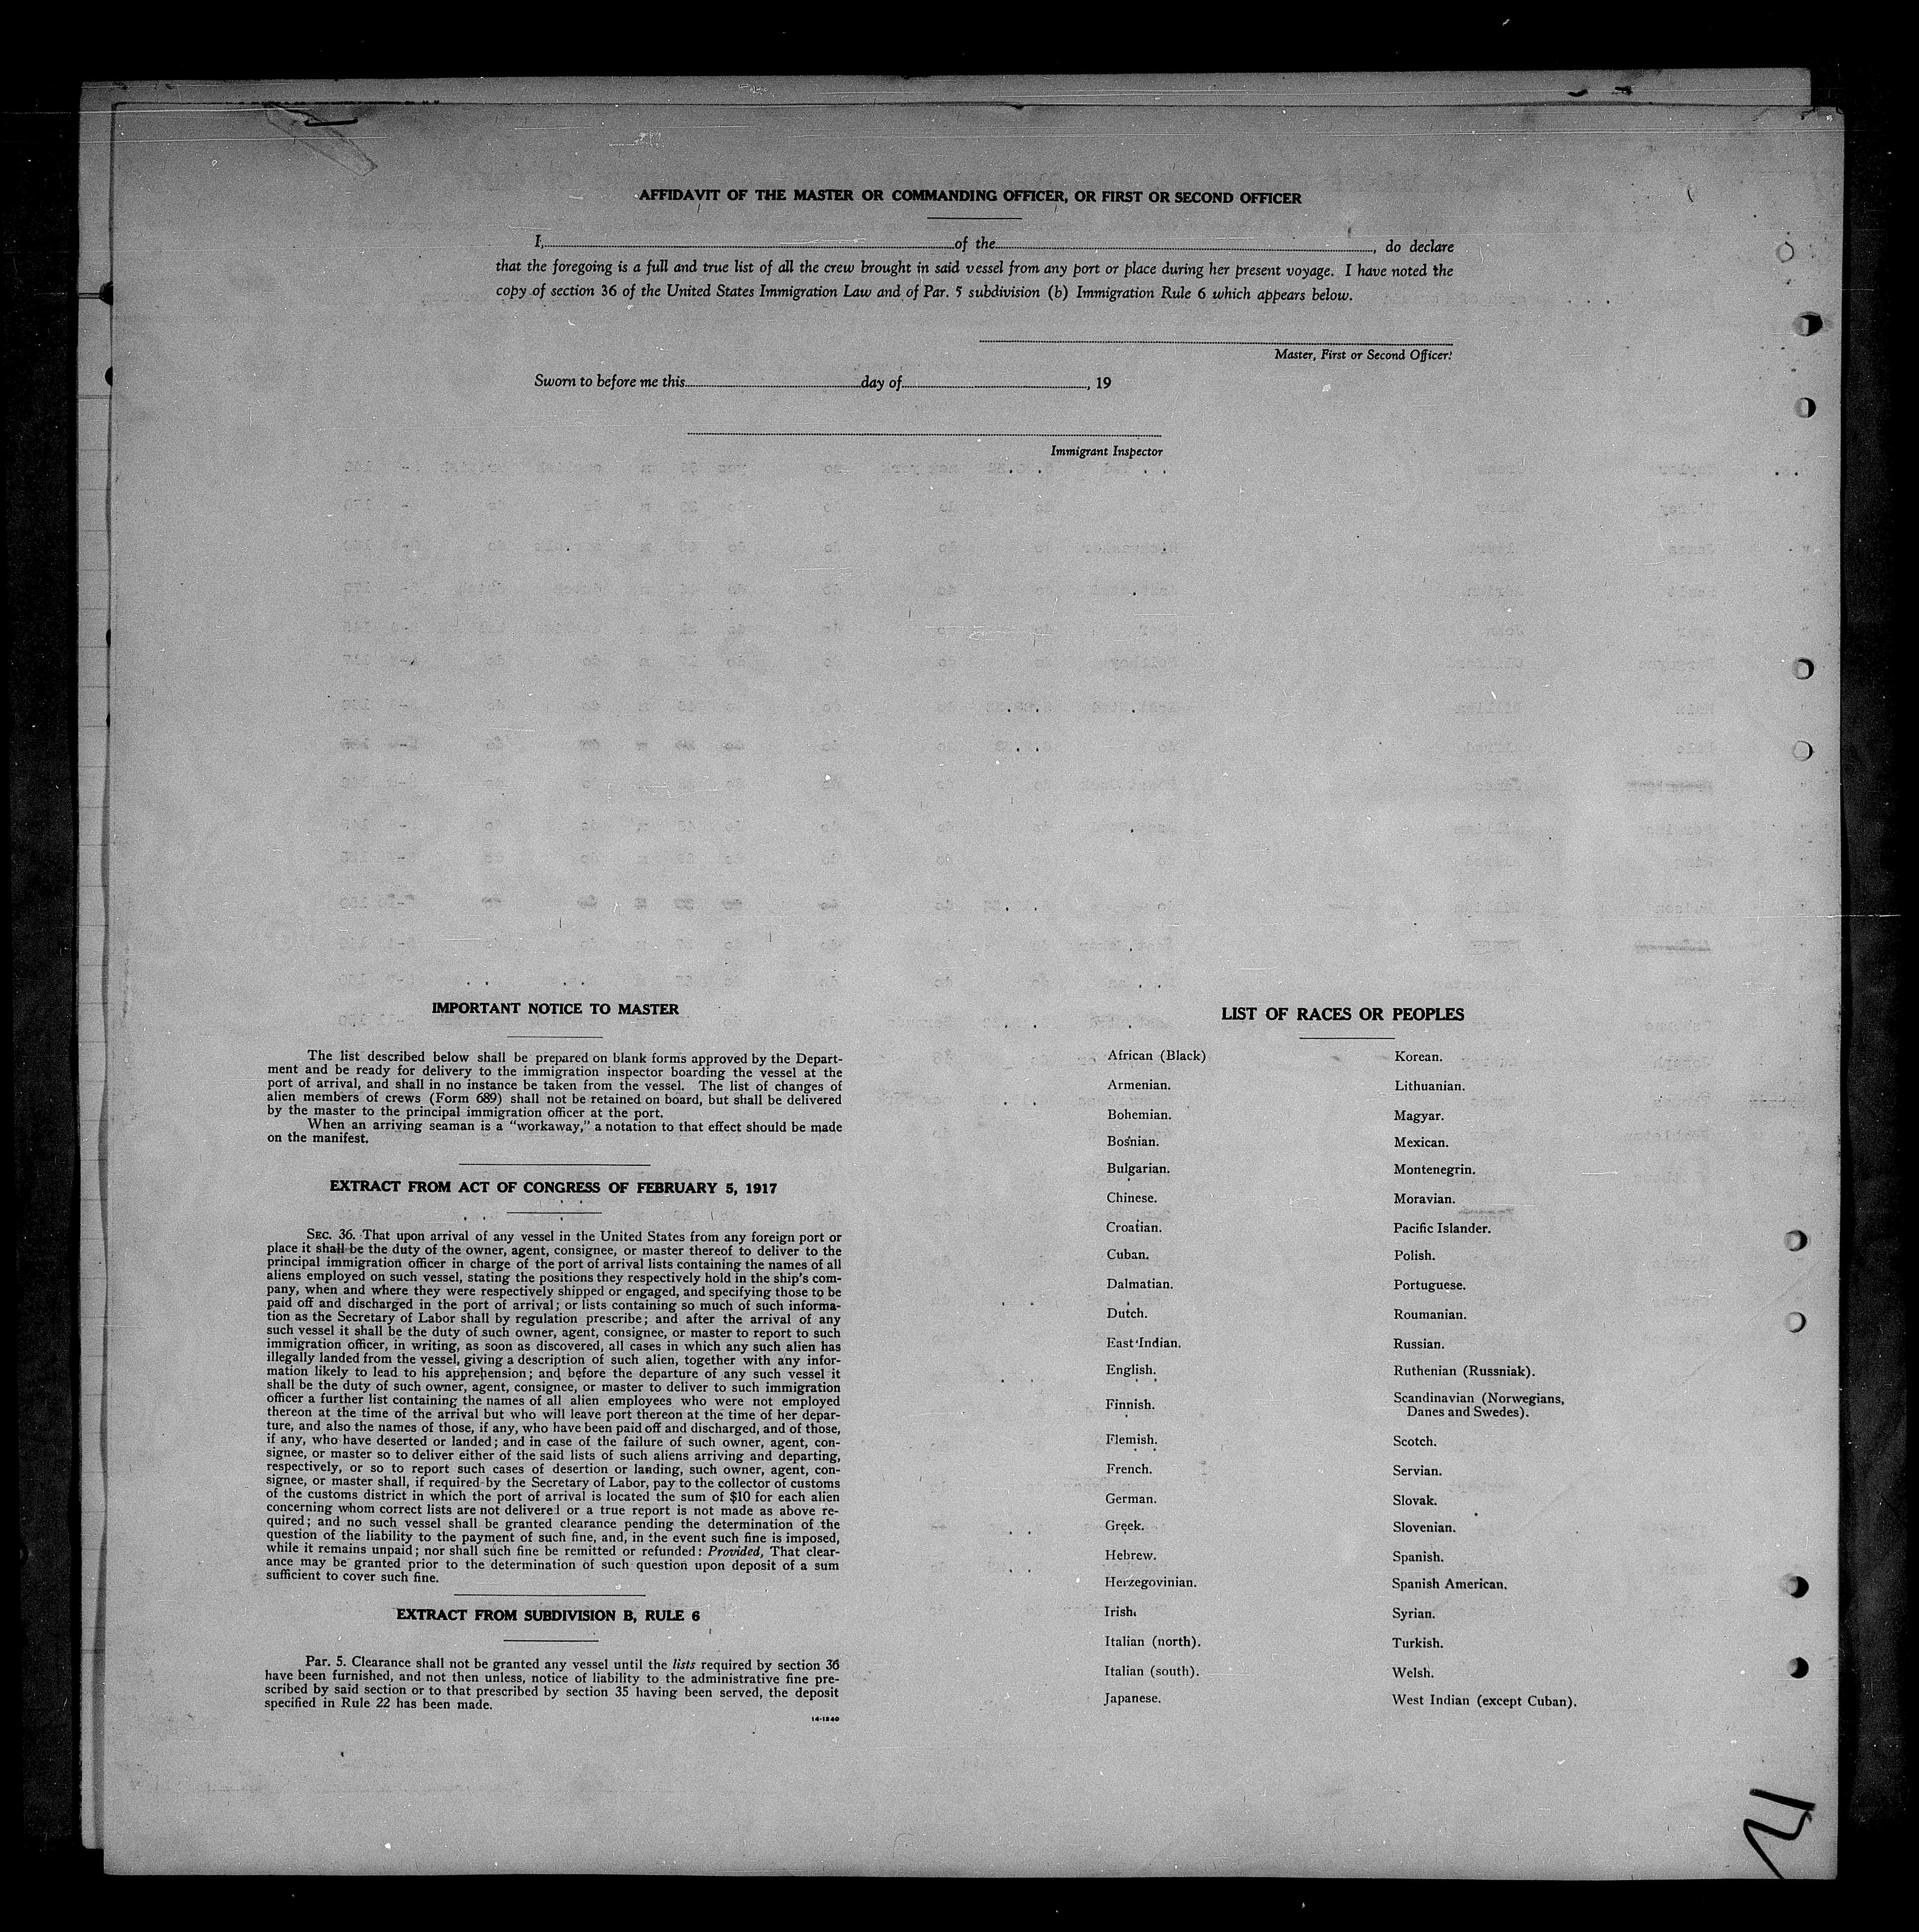 AFFIDAVIT OF THE MASTER OR COMMANDING OFFICER, OR FIRST OR SECOND OFFICER
I, of the , do declare
that the foregoing is a full and true list of all the crew brought in said vessel from any port or place during her present voyage. I have noted the
copy of section 36 of the United States Immigration Law and of Par. 5 subdivision (b) Immigration Rule 6 which appears below.
Master, First or Second Officer.
Sworn to before me this day of , 19
Immigrant Inspector
IMPORTANT NOTICE TO MASTER
The list described below shall be prepared on blank forms approved by the Depart-
ment and be ready for delivery to the immigration inspector boarding the vessel at the
port of arrival, and shall in no instance be taken from the vessel. The list of changes of
alien members of crews (Form 689) shall not be retained on board, but shall be delivered
by the master to the principal immigration officer at the port.
When an arriving seaman is a "workaway," a notation to that effect should be made
on the manifest.
EXTRACT FROM ACT OF CONGRESS OF FEBRUARY 5, 1917
SEC. 36. That upon arrival of any vessel in the United States from any foreign port or
place it shall be the duty of the owner, agent, consignee, or master thereof to deliver to the
principal immigration officer in charge of the port of arrival lists containing the names of all
aliens employed on such vessel, stating the positions they respectively hold in the ship's com-
pany, when and where they were respectively shipped or engaged, and specifying those to be
paid off and discharged in the port of arrival; or lists containing so much of such informa-
tion as the Secretary of Labor shall by regulation prescribe; and after the arrival of any
such vessel it shall be the duty of such owner, agent, consignee, or master to report to such
immigration officer, in writing, as soon as discovered, all cases in which any such alien has
illegally landed from the vessel, giving a description of such alien, together with any infor-
mation likely to lead to his apprehension; and before the departure of any such vessel it
shall be the duty of such owner, agent, consignee, or master to deliver to such immigration
officer a further list containing the names of all alien employees who were not employed
thereon at the time of the arrival but who will leave port thereon at the time of her depar-
ture, and also the names of those, if any, who have been paid off and discharged, and of those,
if any, who have deserted or landed; and in case of the failure of such owner, agent, con-
signee, or master so to deliver either of the said lists of such aliens arriving and departing,
respectively, or so to report such cases of desertion or landing, such owner, agent, con-
signee, or master shall, if required by the Secretary of Labor, pay to the collector of customs
of the customs district in which the port of arrival is located the sum of $10 for each alien
concerning whom correct lists are not delivered or a true report is not made as above re-
quired; and no such vessel shall be granted clearance pending the determination of the
question of the liability to the payment of such fine, and, in the event such fine is imposed,
while it remains unpaid; nor shall such fine be remitted or refunded: Provided, That clear-
ance may be granted prior to the determination of such question upon deposit of a sum
sufficient to cover such fine.
EXTRACT FROM SUBDIVISION B, RULE 6
Par. 5. Clearance shall not be granted any vessel until the lists required by section 36
have been furnished, and not then unless, notice of liability to the administrative fine pre-
scribed by said section or to that prescribed by section 35 having been served, the deposit
specified in Rule 22 has been made.
14-1240
LIST OF RACES OR PEOPLES
African (Black)
Armenian.
Bohemian.
Bosnian.
Bulgarian.
Chinese.
Croatian.
Cuban.
Dalmatian.
Dutch.
East Indian.
English.
Finnish.
Flemish.
French.
German.
Greek.
Hebrew.
Herzegovinian.
Irish.
Italian (north).
Italian (south).
Japanese.
Korean.
Lithuanian.
Magyar.
Mexican.
Montenegrin.
Moravian.
Pacific Islander.
Polish.
Portuguese.
Roumanian.
Russian.
Ruthenian (Russniak).
Scandinavian (Norwegians,
Danes and Swedes).
Scotch.
Servian.
Slovak.
Slovenian.
Spanish.
Spanish American.
Syrian.
Turkish.
Welsh.
West Indian (except Cuban).